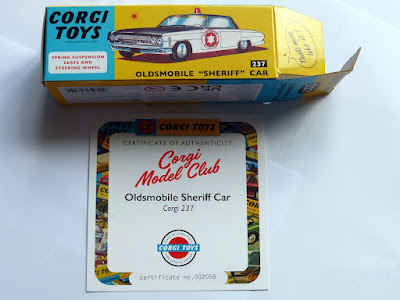 CORGI
TOYS
SPRING SUSPENSION
SEATS AND
STEERING WHEEL
237
OLDSMOBILE "SHERIFF" CAR
CORGI TOYS
CERTIFICATE OF AUTHENTICITY
Corgi
Model Club
Oldsmobile Sheriff Car
Corgi 237
CORGI TOYS
certificate no.002058